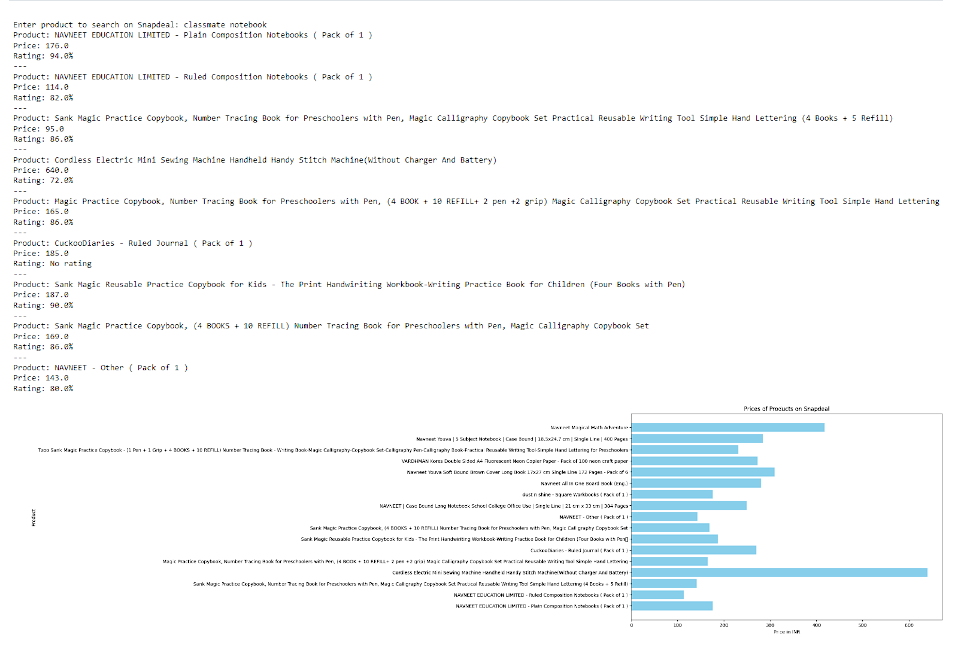 Enter product to search on Snapdeal: classmate notebook
Product: NAVNEET EDUCATION LIMITED - Plain Composition Notebooks ( Pack of 1 )
Price: 176.0
Rating: 94.0%
---
Product: NAVNEET EDUCATION LIMITED - Ruled Composition Notebooks ( Pack of 1 )
Price: 114.0
Rating: 82.0%
---
Product: Sank Magic Practice Copybook, Number Tracing Book for Preschoolers with Pen, Magic Calligraphy Copybook Set Practical Reusable Writing Tool Simple Hand Lettering (4 Books + 5 Refill)
Price: 95.0
Rating: 86.0%
---
Product: Cordless Electric Mini Sewing Machine Handheld Handy Stitch Machine(Without Charger And Battery)
Price: 640.0
Rating: 72.0%
---
Product: Magic Practice Copybook, Number Tracing Book for Preschoolers with Pen, (4 BOOK + 10 REFILL+ 2 pen +2 grip) Magic Calligraphy Copybook Set Practical Reusable Writing Tool Simple Hand Lettering
Price: 165.0
Rating: 86.0%
---
Product: CuckooDiaries - Ruled Journal ( Pack of 1 )
Price: 185.0
Rating: No rating
---
Product: Sank Magic Reusable Practice Copybook for Kids - The Print Handwiriting Workbook-Writing Practice Book for Children (Four Books with Pen)
Price: 187.0
Rating: 90.0%
---
Product: Sank Magic Practice Copybook, (4 BOOKS + 10 REFILL) Number Tracing Book for Preschoolers with Pen, Magic Calligraphy Copybook Set
Price: 169.0
Rating: 86.0%
---
Product: NAVNEET - Other ( Pack of 1 )
Price: 143.0
Rating: 80.0%
Prices of Products on Snapdeal
Navneet Magical Math Adventure
Navneet Youva | 5 Subject Notebook | Case Bound | 18.5x24.7 cm | Single Line | 400 Pages
Sank Magic Practice Copybook - (1 Pen + 1 Grip + 4 BOOKS + 10 REFILL) Number Tracing Book - Writing Book-Magic Calligraphy-Copybook Set-Calligraphy Pen-Calligraphy Book-Practical Reusable Writing Tool-Simple Hand Lettering for Preschoolers
VARDHMAN Kores Double Sided A4 Fluorescent Neon Copier Paper - Pack of 100 neon craft paper
Navneet Youva Soft Bound Brown Cover Long Book 17x27 cm Single Line 172 Pages - Pack of 6
Navneet All In One Board Book (Eng.)
dust n shine - Square Workbooks ( Pack of 1 )
NAVNEET | Case Bound Long Notebook School College Office Use | Single Line | 21 cm x 33 cm | 384 Pages
NAVNEET - Other ( Pack of 1 )
Sank Magic Practice Copybook, (4 BOOKS + 10 REFILL) Number Tracing Book for Preschoolers with Pen, Magic Calligraphy Copybook Set
Sank Magic Reusable Practice Copybook for Kids - The Print Handwiriting Workbook-Writing Practice Book for Children (Four Books with Pen)
CuckooDiaries - Ruled Journal ( Pack of 1 )
Magic Practice Copybook, Number Tracing Book for Preschoolers with Pen, (4 BOOK + 10 REFILL+ 2 pen +2 grip) Magic Calligraphy Copybook Set Practical Reusable Writing Tool Simple Hand Lettering
Cordless Electric Mini Sewing Machine Handheld Handy Stitch Machine(Without Charger And Battery)
Sank Magic Practice Copybook, Number Tracing Book for Preschoolers with Pen, Magic Calligraphy Copybook Set Practical Reusable Writing Tool Simple Hand Lettering (4 Books + 5 Refill)
NAVNEET EDUCATION LIMITED - Ruled Composition Notebooks ( Pack of 1 )
NAVNEET EDUCATION LIMITED - Plain Composition Notebooks ( Pack of 1 )
Product
0 100 200 300 400 500 600
Price in INR